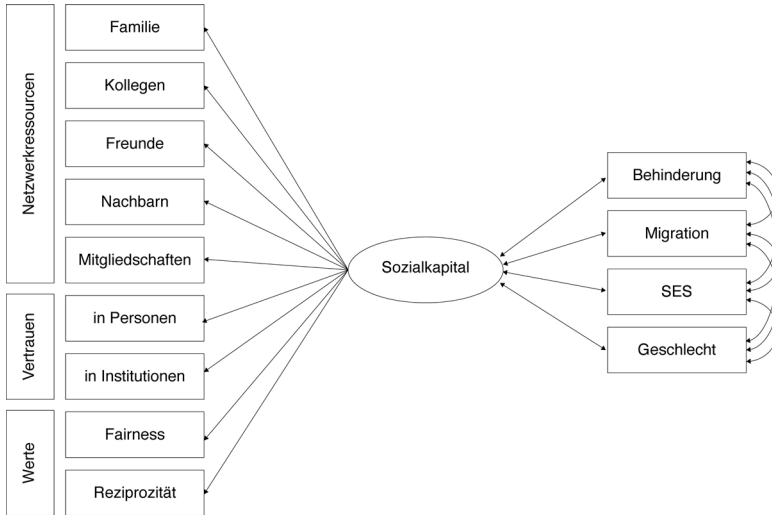 Netzwerkressourcen
Familie
Kollegen
Freunde
Nachbarn
Mitgliedschaften
Vertrauen
in Personen
in Institutionen
Werte
Fairness
Reziprozität
Sozialkapital
Behinderung
Migration
SES
Geschlecht